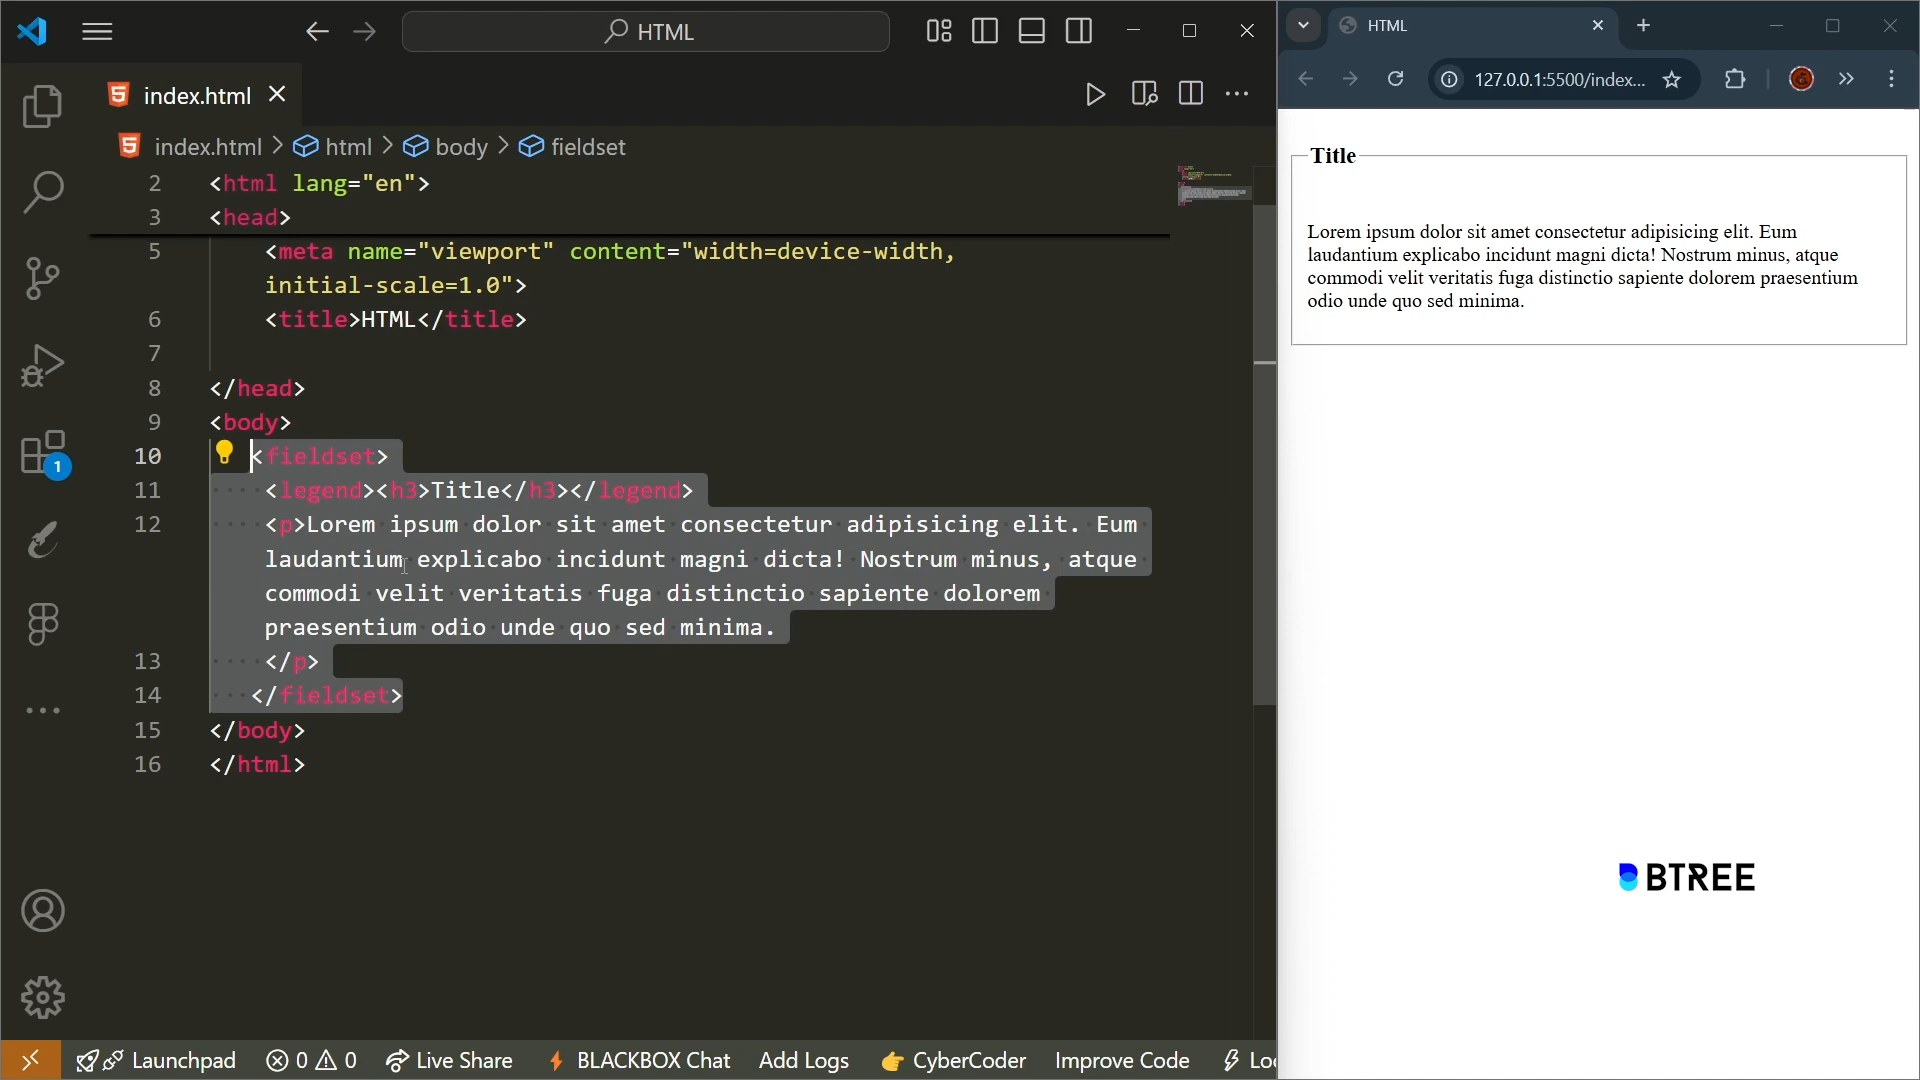 HTML
index.html
index.html > html > body > fieldset
2 <html lang="en">
3 <head>
5 <meta name="viewport" content="width=device-width,
initial-scale=1.0">
6 <title>HTML</title>
7
8 </head>
9 <body>
10 <fieldset>
11 <legend><h3>Title</h3></legend>
12 <p>Lorem ipsum dolor sit amet consectetur adipisicing elit. Eum
laudantium explicabo incidunt magni dicta! Nostrum minus, atque
commodi velit veritatis fuga distinctio sapiente dolorem
praesentium odio unde quo sed minima.
13 </p>
14 </fieldset>
15 </body>
16 </html>
1
Launchpad 0 0 Live Share BLACKBOX Chat Add Logs CyberCoder Improve Code Loc
HTML
127.0.0.1:5500/index...
Title
Lorem ipsum dolor sit amet consectetur adipisicing elit. Eum
laudantium explicabo incidunt magni dicta! Nostrum minus, atque
commodi velit veritatis fuga distinctio sapiente dolorem praesentium
odio unde quo sed minima.
BTREE